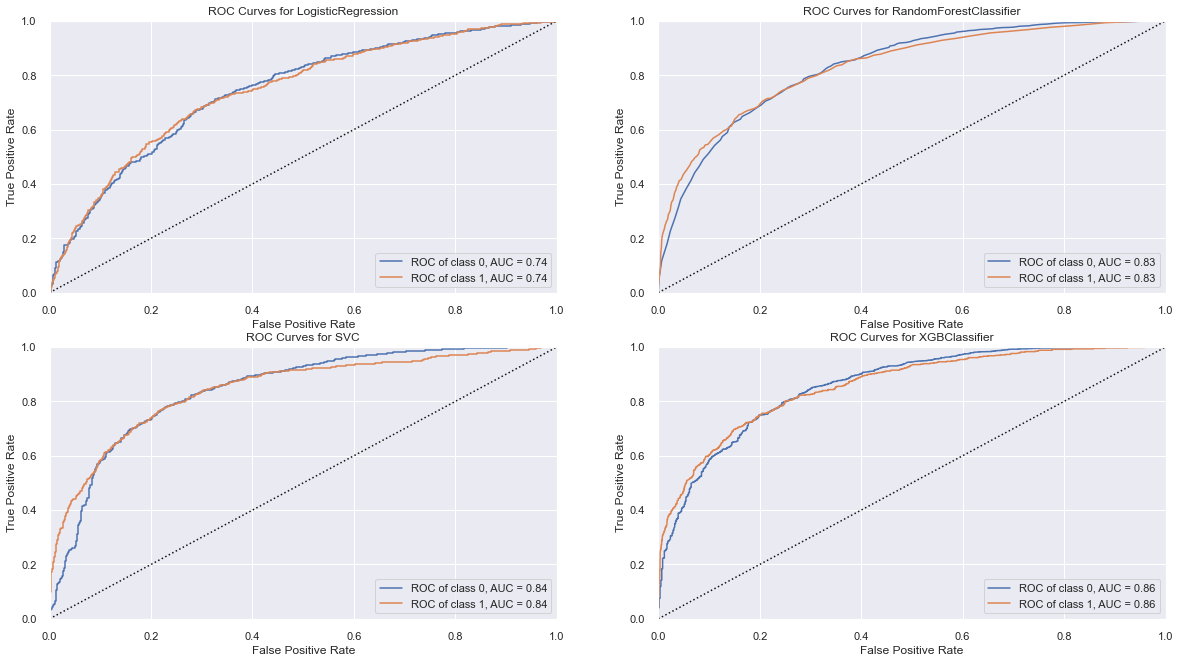 ROC Curves for LogisticRegression
1.0
0.8
0.6
0.4
0.2
0.0
True Positive Rate
ROC of class 0, AUC = 0.74
ROC of class 1, AUC = 0.74
0.0 0.2 0.4 0.6 0.8 1.0
False Positive Rate
ROC Curves for RandomForestClassifier
1.0
0.8
0.6
0.4
0.2
0.0
True Positive Rate
ROC of class 0, AUC = 0.83
ROC of class 1, AUC = 0.83
0.0 0.2 0.4 0.6 0.8 1.0
False Positive Rate
ROC Curves for SVC
1.0
0.8
0.6
0.4
0.2
0.0
True Positive Rate
ROC of class 0, AUC = 0.84
ROC of class 1, AUC = 0.84
0.0 0.2 0.4 0.6 0.8 1.0
False Positive Rate
ROC Curves for XGBClassifier
1.0
0.8
0.6
0.4
0.2
0.0
True Positive Rate
ROC of class 0, AUC = 0.86
ROC of class 1, AUC = 0.86
0.0 0.2 0.4 0.6 0.8 1.0
False Positive Rate